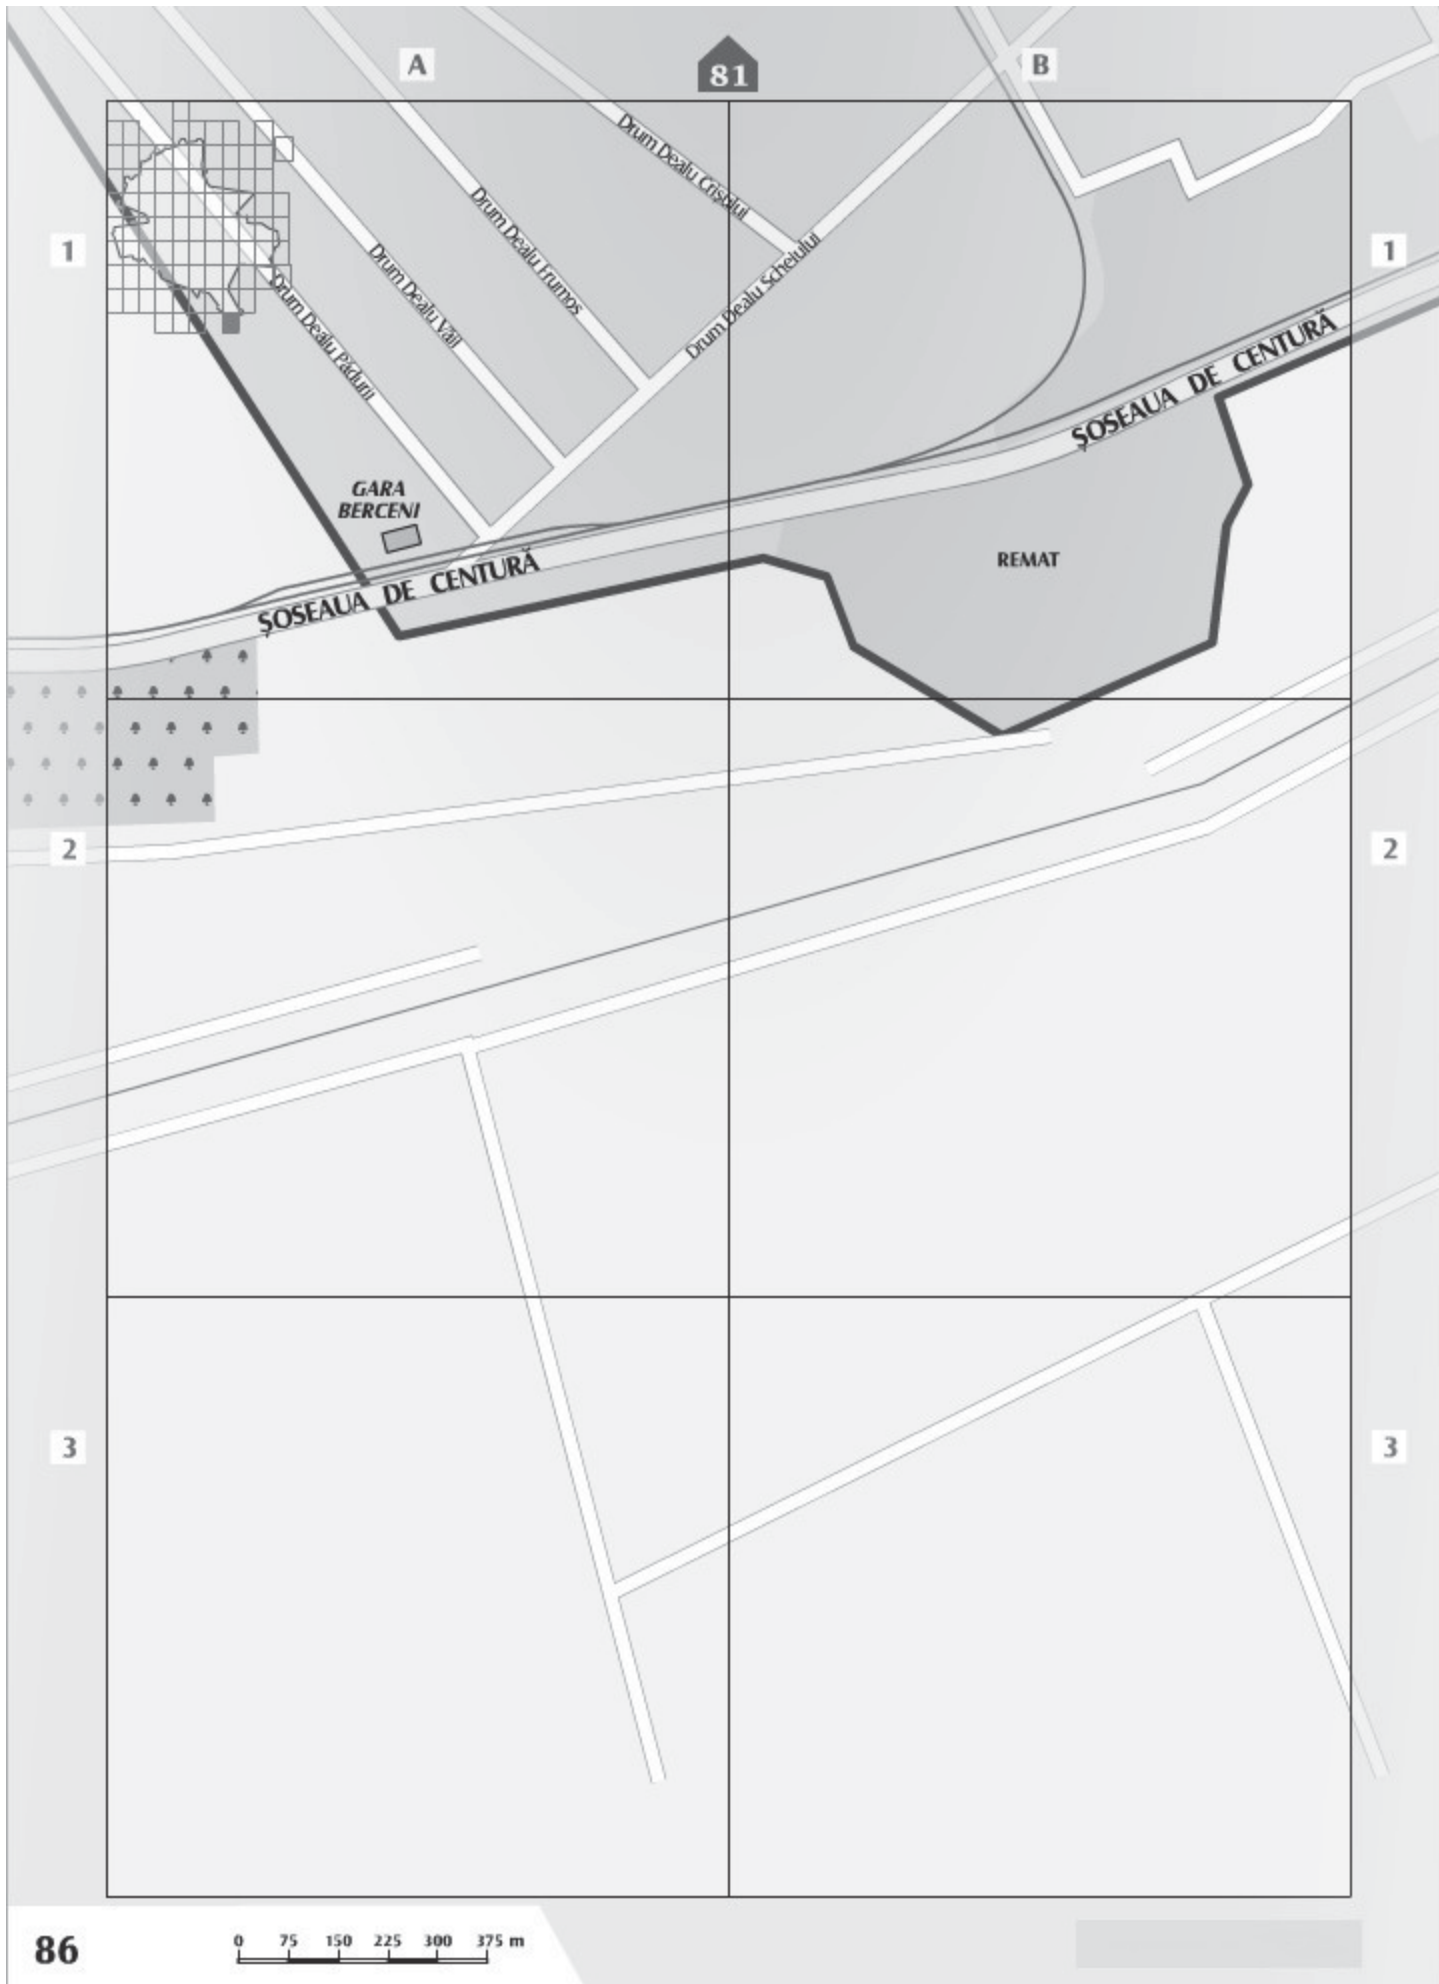 A
81
B
Drum Dealu Crișului
Drum Dealu Frumos
Drum Dealu Văii
Drum Dealu Scheiului
Drum Dealu Pădurii
1
1
ȘOSEAUA DE CENTURĂ
GARA
BERCENI
ȘOSEAUA DE CENTURĂ
REMAT
2
2
3
3
86
0 75 150 225 300 375 m